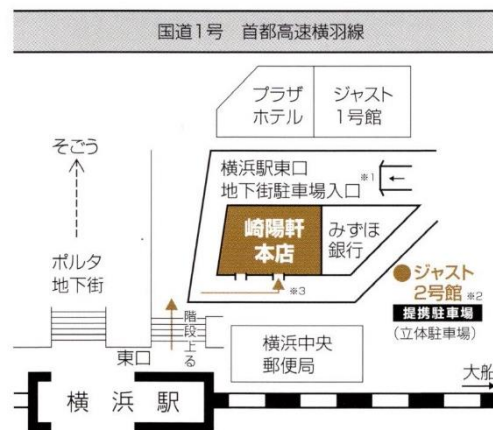 国道1号　首都高速横羽線
プラザ
ホテル
ジャスト
1号館
そごう
横浜駅東口
地下街駐車場入口
※1
←
崎陽軒
本店
みずほ
銀行
ポルタ
地下街
※3
ジャスト
2号館 ※2
提携駐車場
(立体駐車場)
階段上る
東口
横浜中央
郵便局
大船
横浜駅